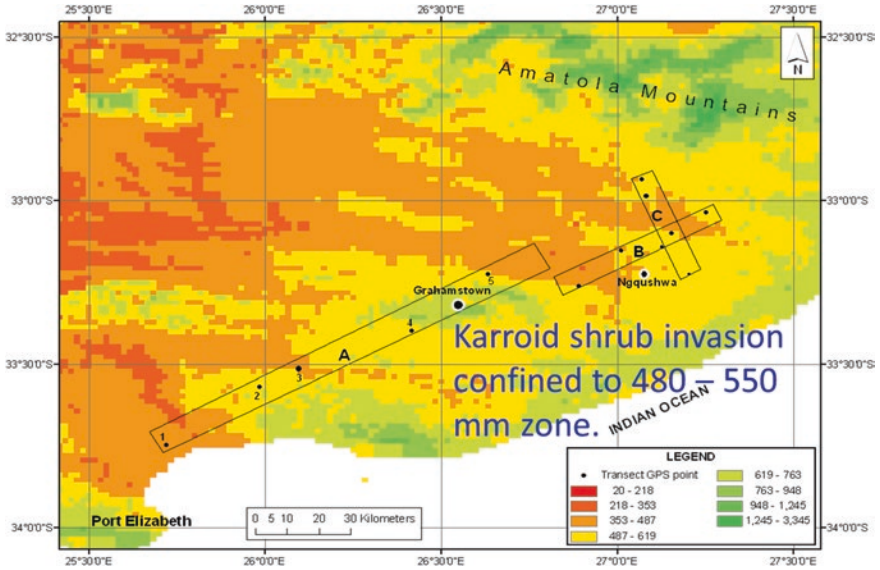 25°30'0"E 26°0'0"E 26°30'0"E 27°0'0"E 27°30'0"E
32°30'0"S 32°30'0"S
N
Amatola Mountains
33°0'0"S 33°0'0"S
C
B
5
Ngqushwa
Grahamstown
4
A
3
2
1
Karroid shrub invasion
confined to 480 – 550
mm zone.
33°30'0"S 33°30'0"S
INDIAN OCEAN
LEGEND
Transect GPS point
20 - 218
218 - 353
353 - 487
487 - 619
619 - 763
763 - 948
948 - 1,245
1,245 - 3,345
0 5 10 20 30 Kilometers
34°0'0"S 34°0'0"S
Port Elizabeth
25°30'0"E 26°0'0"E 26°30'0"E 27°0'0"E 27°30'0"E